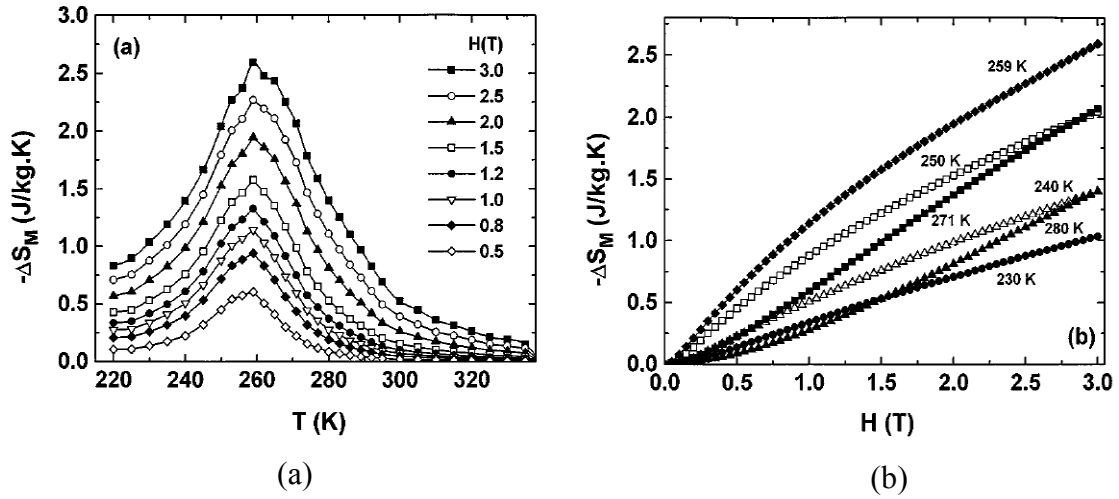 (a)
H(T)
3.0
2.5
2.0
1.5
1.2
1.0
0.8
0.5
3.0
2.5
2.0
1.5
1.0
0.5
0.0
220 240 260 280 300 320
-ΔS_M (J/kg.K)
T (K)
(a)
3.0
2.5
2.0
1.5
1.0
0.5
0.0
0.0 0.5 1.0 1.5 2.0 2.5 3.0
-ΔS_M (J/kg.K)
H (T)
259 K
250 K
240 K
271 K
280 K
230 K
(b)
(b)